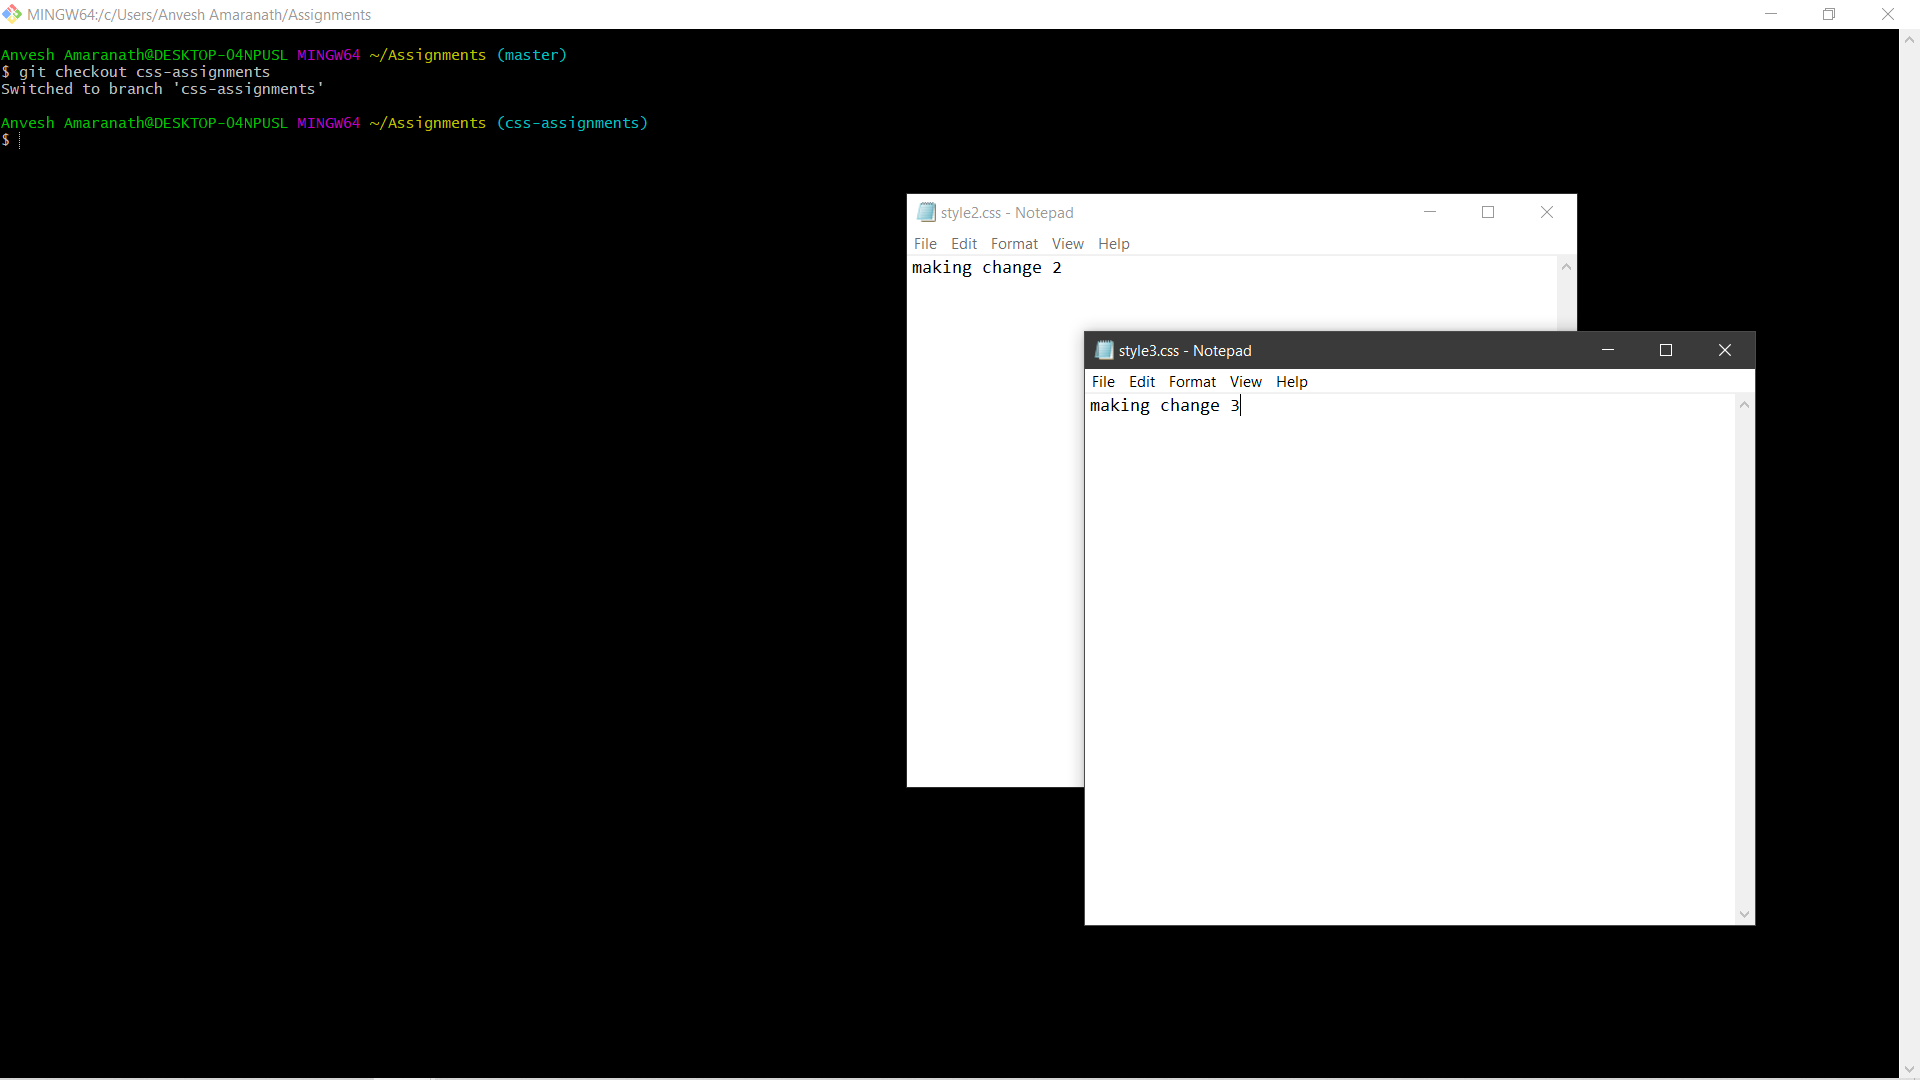 MINGW64:/c/Users/Anvesh Amaranath/Assignments
Anvesh Amaranath@DESKTOP-O4NPUSL MINGW64 ~/Assignments (master)
$ git checkout css-assignments
Switched to branch 'css-assignments'
Anvesh Amaranath@DESKTOP-O4NPUSL MINGW64 ~/Assignments (css-assignments)
$
style2.css - Notepad
File Edit Format View Help
making change 2
style3.css - Notepad
File Edit Format View Help
making change 3